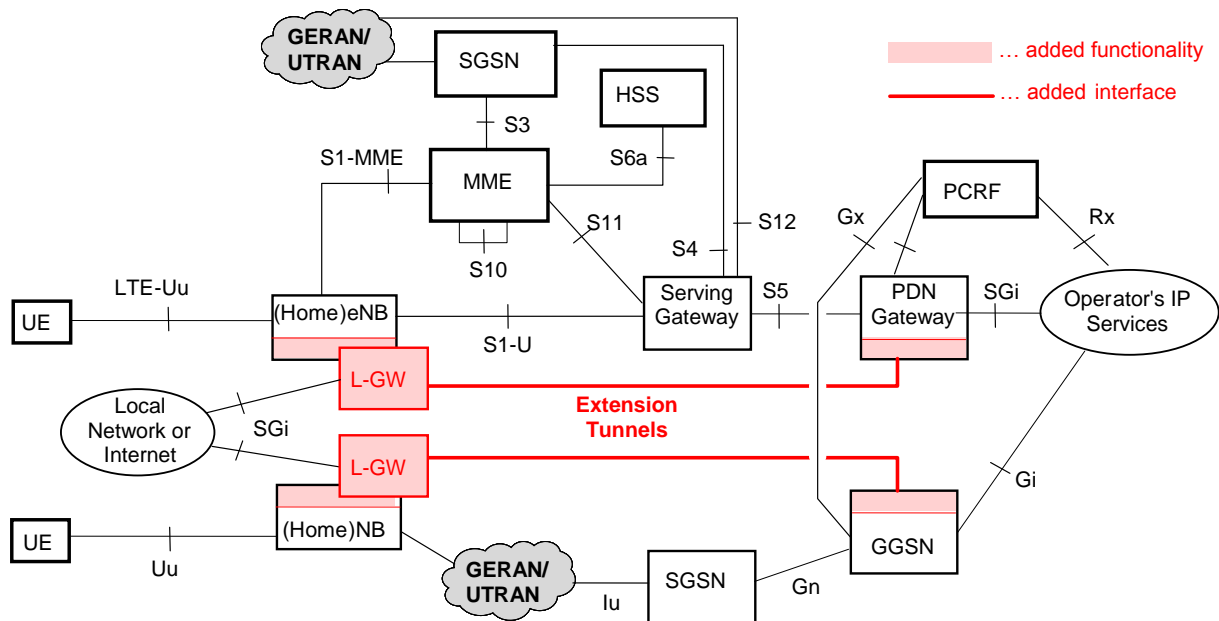 GERAN/
UTRAN
SGSN
HSS
… added functionality
… added interface
S3
S6a
S1-MME
MME
PCRF
S10
S11
S4
S12
Gx
Rx
LTE-Uu
UE
(Home)eNB
S1-U
Serving
Gateway
S5
PDN
Gateway
SGi
Operator's IP
Services
L-GW
Extension
Tunnels
Local
Network or
Internet
SGi
L-GW
Gi
UE
Uu
(Home)NB
GERAN/
UTRAN
Iu
SGSN
Gn
GGSN